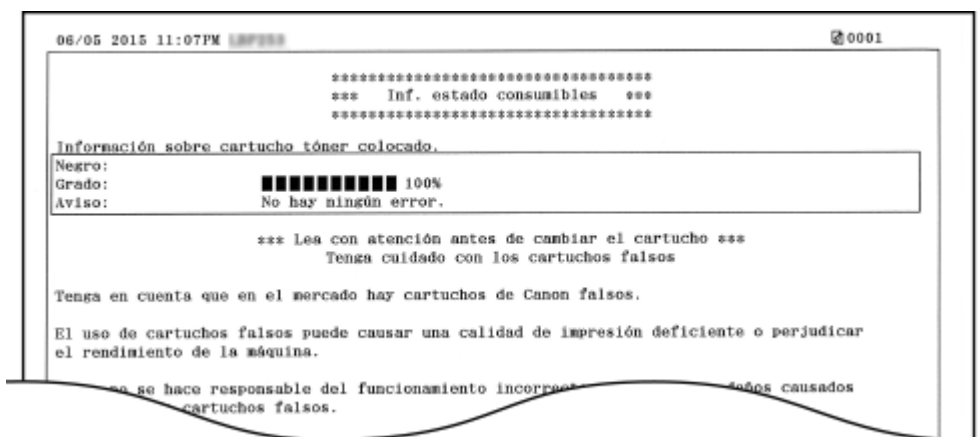 06/05 2015 11:07PM 0001
***********************************
*** Inf. estado consumibles ***
***********************************
Información sobre cartucho tóner colocado.
Negro:
Grado: 100%
Aviso: No hay ningún error.
*** Lea con atención antes de cambiar el cartucho ***
Tenga cuidado con los cartuchos falsos
Tenga en cuenta que en el mercado hay cartuchos de Canon falsos.
El uso de cartuchos falsos puede causar una calidad de impresión deficiente o perjudicar
el rendimiento de la máquina.
no se hace responsable del funcionamiento causados
cartuchos falsos.